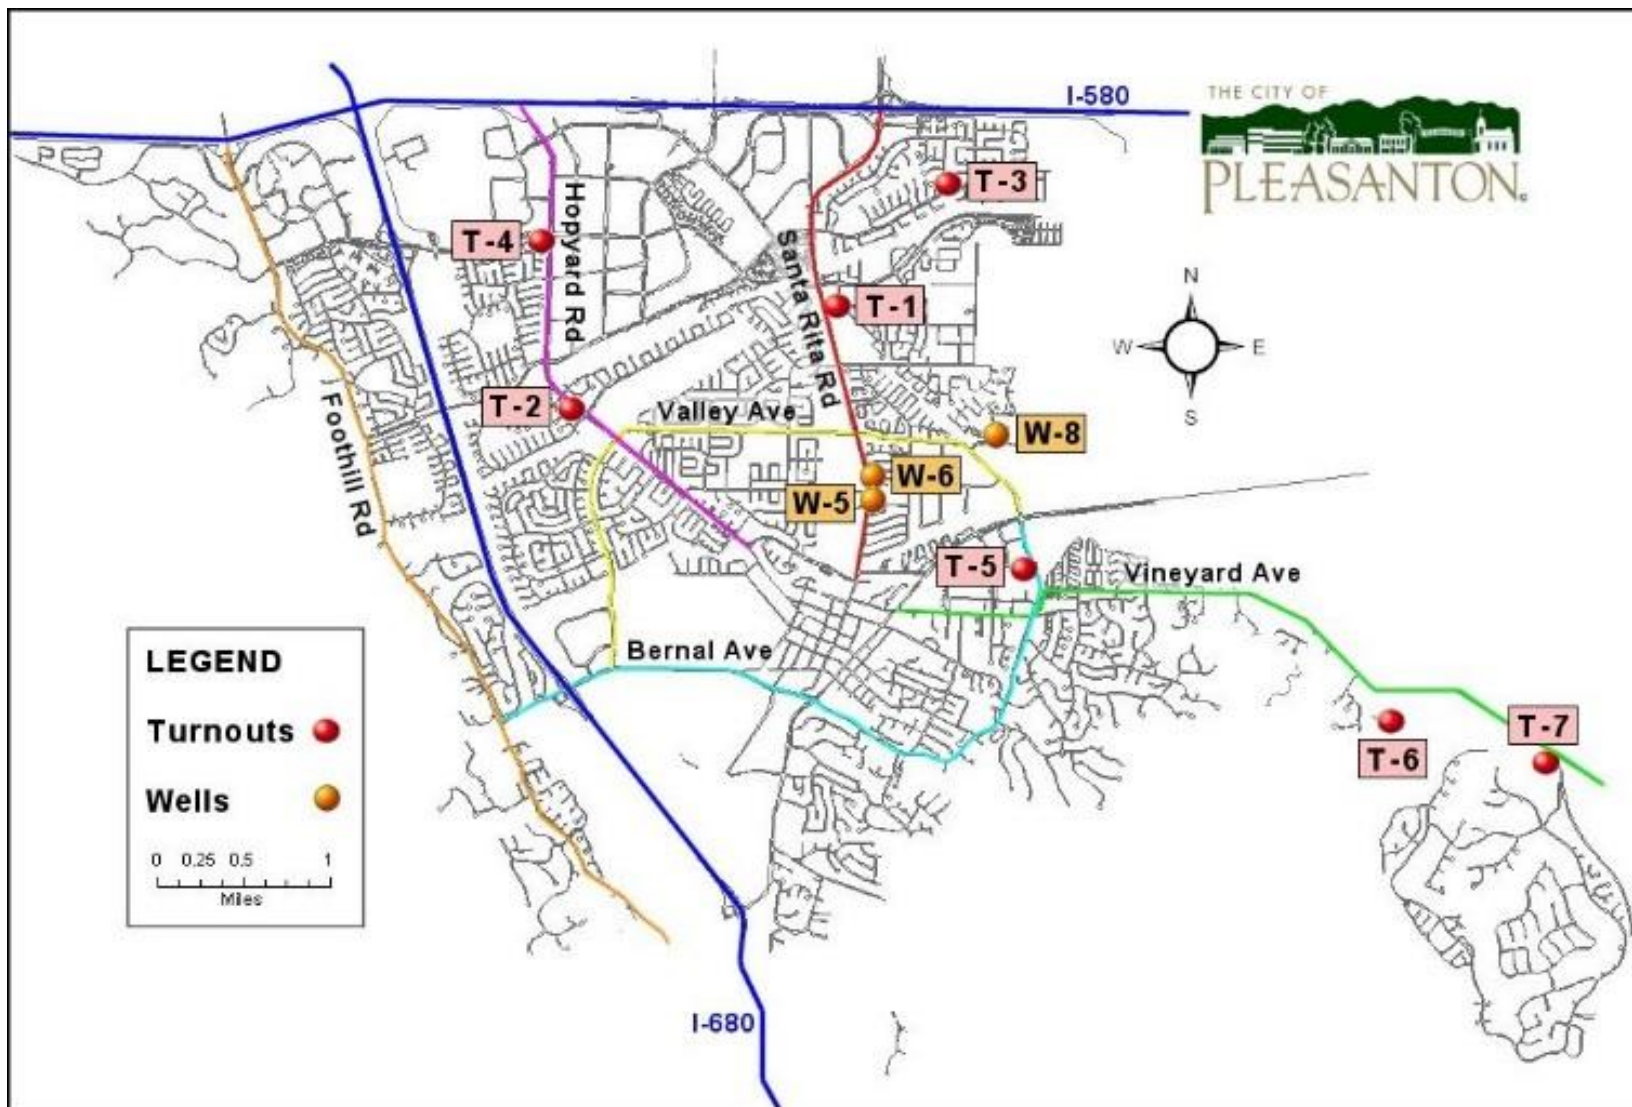 I-580
THE CITY OF
PLEASANTON
T-3
Hopyard Rd
T-4
Santa Rita Rd
T-1
N
W E
S
Foothill Rd
T-2
Valley Ave
W-8
W-6
W-5
T-5
Vineyard Ave
Bernal Ave
LEGEND
Turnouts
Wells
0 0.25 0.5 1
Miles
T-7
T-6
I-680